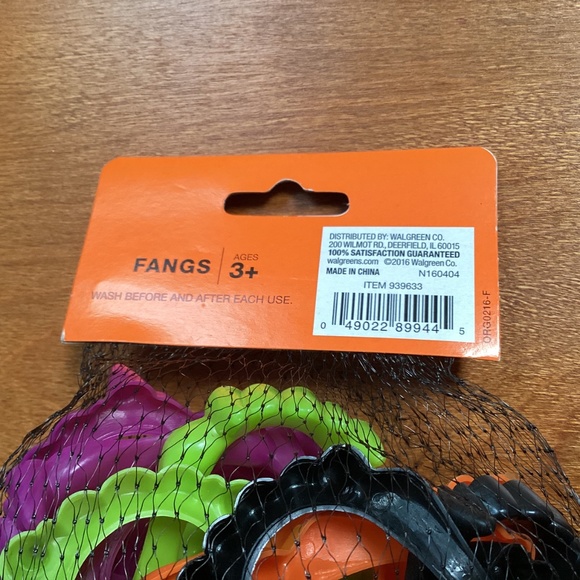 FANGS
AGES
3+
WASH BEFORE AND AFTER EACH USE.
DISTRIBUTED BY: WALGREEN CO.
200 WILMOT RD., DEERFIELD, IL 60015
100% SATISFACTION GUARANTEED
walgreens.com ©2016 Walgreen Co.
MADE IN CHINA N160404
ITEM 939633
0 49022 89944 5
ORG0216-F